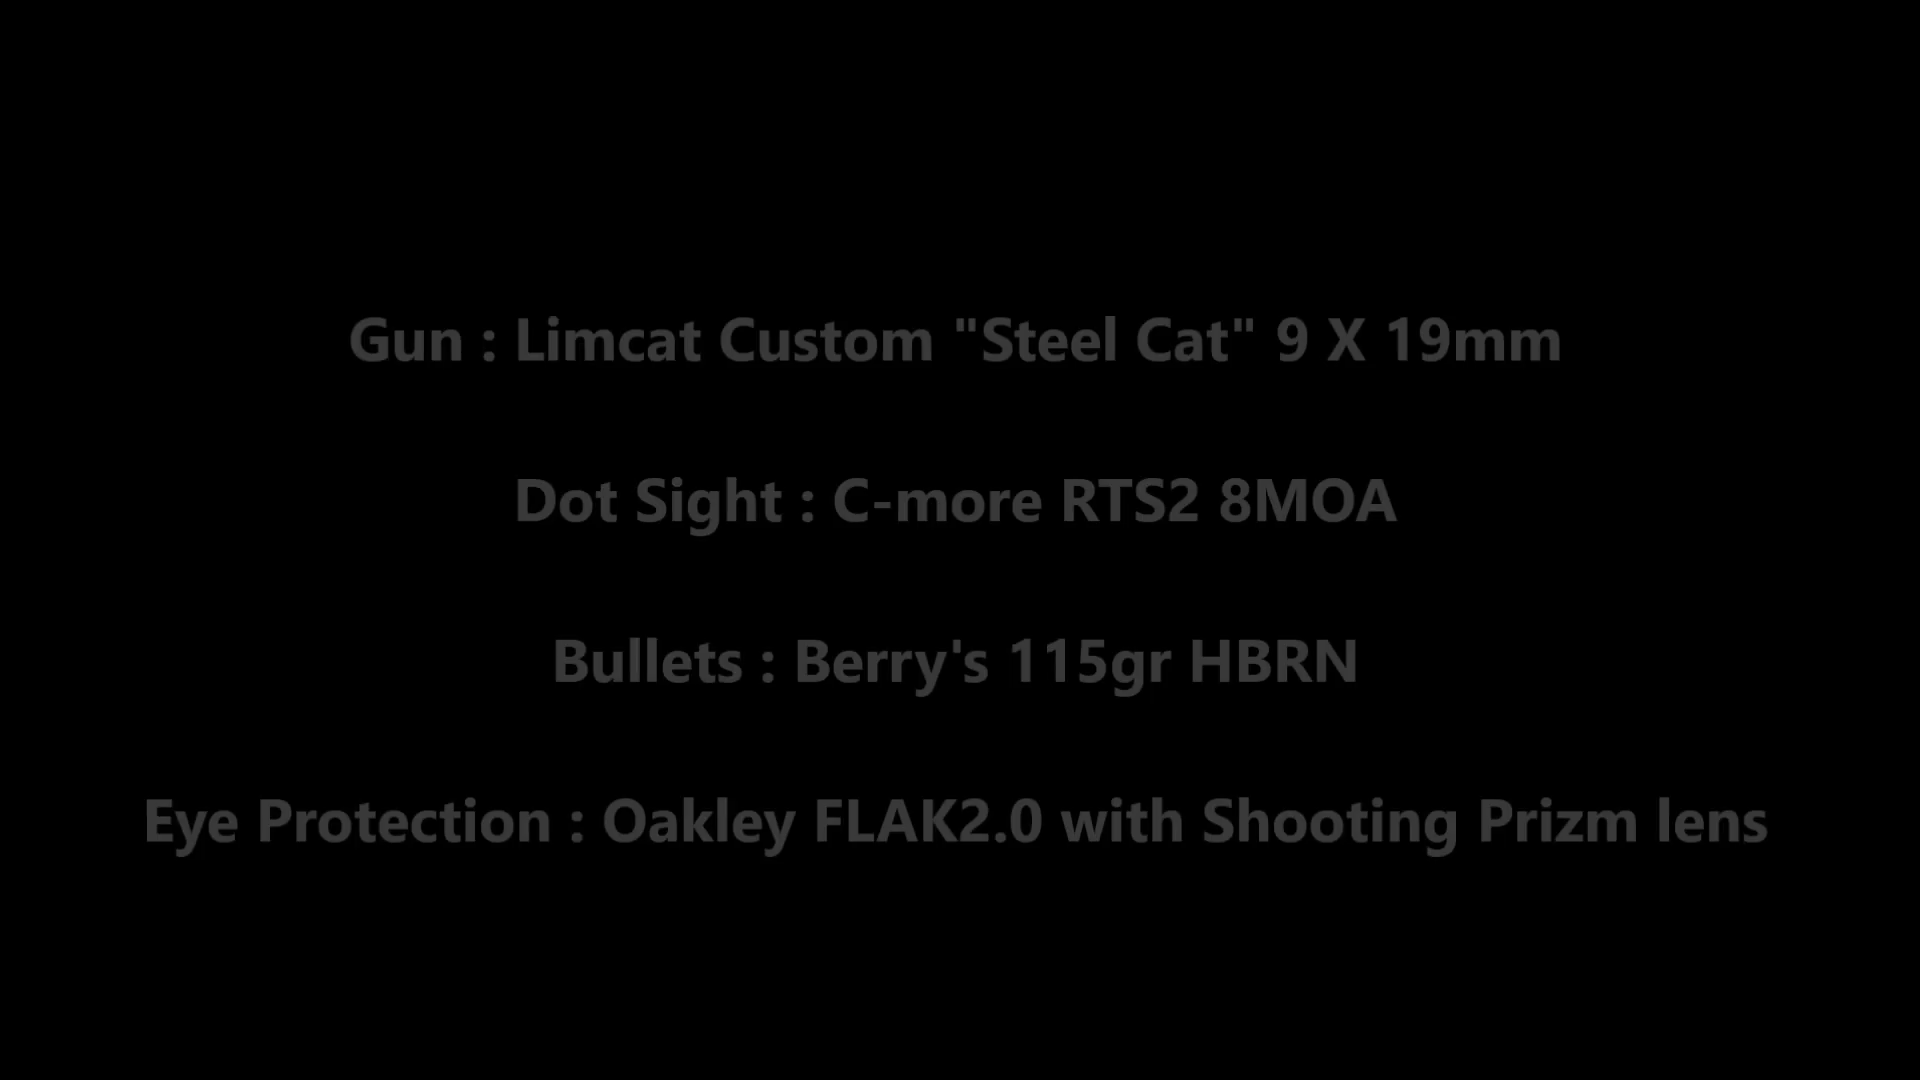 Gun : Limcat Custom "Steel Cat" 9 X 19mm
Dot Sight : C-more RTS2 8MOA
Bullets : Berry's 115gr HBRN
Eye Protection : Oakley FLAK2.0 with Shooting Prizm lens